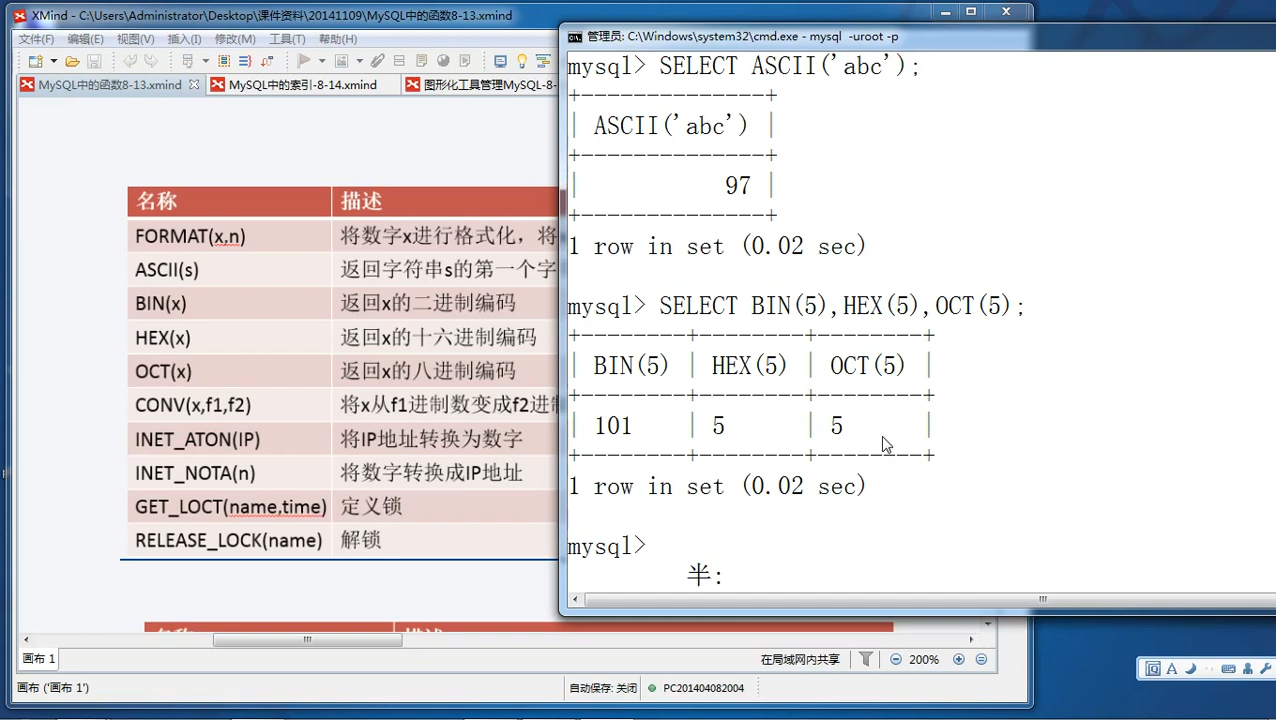 XMind - C:\Users\Administrator\Desktop\课件资料\20141109\MySQL中的函数8-13.xmind
文件(F) 编辑(E) 视图(V) 插入(I) 修改(M) 工具(T) 帮助(H)
MySQL中的函数8-13.xmind MySQL中的索引-8-14.xmind 图形化工具管理MySQL-8-
名称 描述
FORMAT(x,n) 将数字x进行格式化，将
ASCII(s) 返回字符串s的第一个字
BIN(x) 返回x的二进制编码
HEX(x) 返回x的十六进制编码
OCT(x) 返回x的八进制编码
CONV(x,f1,f2) 将x从f1进制数变成f2进制
INET_ATON(IP) 将IP地址转换为数字
INET_NOTA(n) 将数字转换成IP地址
GET_LOCT(name,time) 定义锁
RELEASE_LOCK(name) 解锁
画布 1
在局域网内共享 200%
画布 ('画布 1')
自动保存: 关闭 PC201404082004
管理员: C:\Windows\system32\cmd.exe - mysql -uroot -p
mysql> SELECT ASCII('abc');
+--------------+
| ASCII('abc') |
+--------------+
| 97 |
+--------------+
1 row in set (0.02 sec)
mysql> SELECT BIN(5),HEX(5),OCT(5);
+--------+--------+--------+
| BIN(5) | HEX(5) | OCT(5) |
+--------+--------+--------+
| 101 | 5 | 5 |
+--------+--------+--------+
1 row in set (0.02 sec)
mysql>
半: